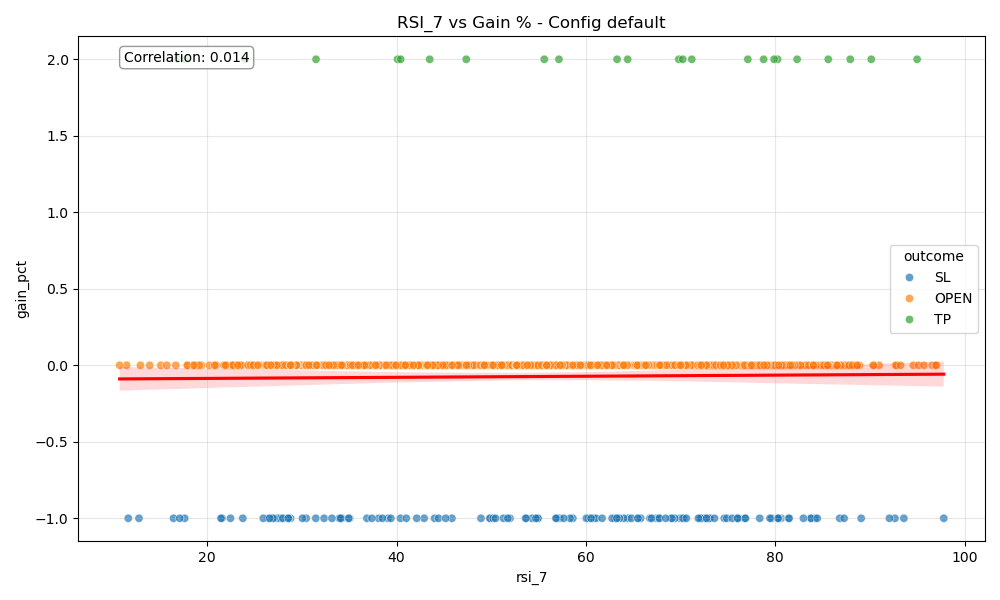 RSI_7 vs Gain % - Config default
Correlation: 0.014
2.0
1.5
1.0
0.5
0.0
−0.5
−1.0
gain_pct
outcome
SL
OPEN
TP
20
40
60
80
100
rsi_7